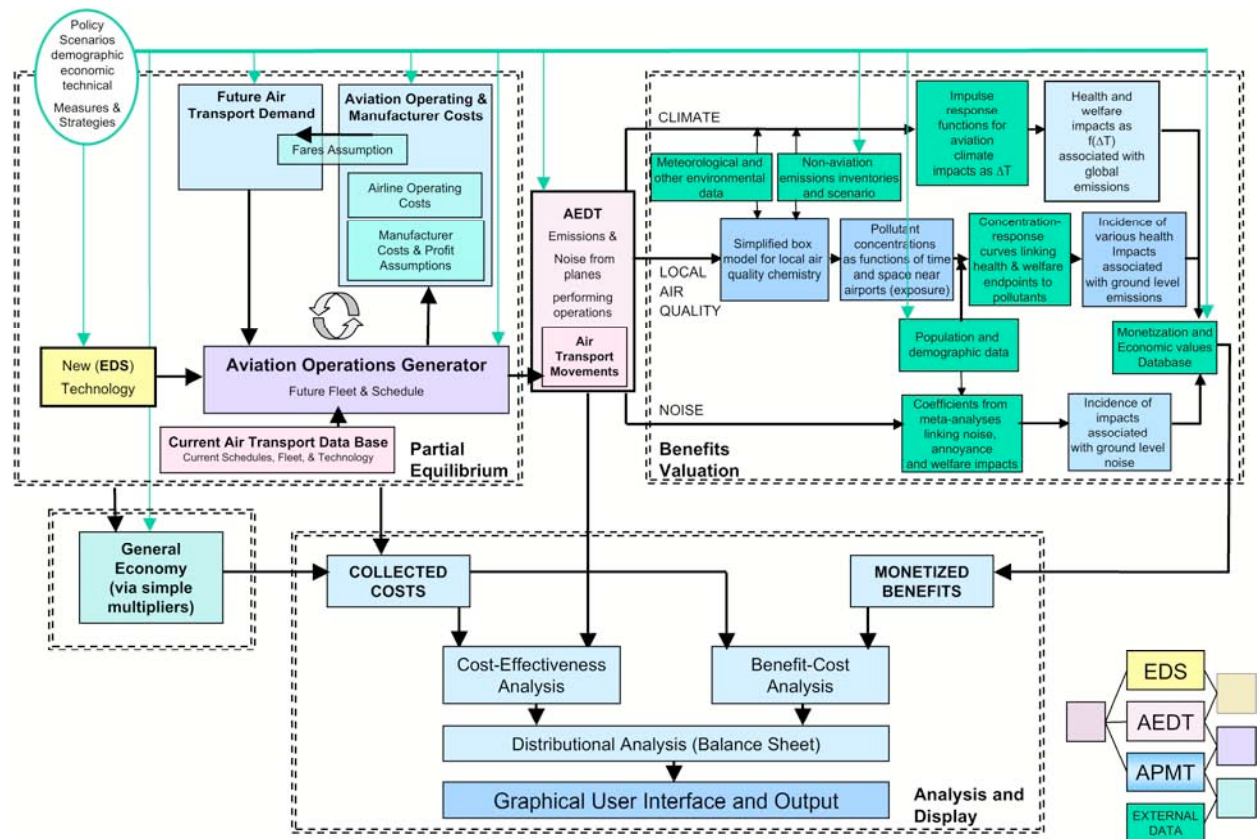 Policy
Scenarios
demographic
economic
technical
Measures &
Strategies
Future Air
Transport Demand
Aviation Operating &
Manufacturer Costs
Fares Assumption
Airline Operating
Costs
Manufacturer
Costs & Profit
Assumptions
New (EDS)
Technology
Aviation Operations Generator
Future Fleet & Schedule
Current Air Transport Data Base
Current Schedules, Fleet, & Technology
Partial
Equilibrium
AEDT
Emissions &
Noise from
planes
performing
operations
Air
Transport
Movements
CLIMATE
Meteorological and
other environmental
data
Non-aviation
emissions inventories
and scenario
Impulse
response
functions for
aviation
climate
impacts as ΔT
Health and
welfare
impacts as
f(ΔT)
associated with
global
emissions
LOCAL
AIR
QUALITY
Simplified box
model for local air
quality chemistry
Pollutant
concentrations
as functions of time
and space near
airports (exposure)
Concentration-
response
curves linking
health & welfare
endpoints to
pollutants
Incidence of
various health
Impacts
associated
with ground level
emissions
Population and
demographic data
Monetization and
Economic values
Database
NOISE
Coefficients from
meta-analyses
linking noise,
annoyance
and welfare impacts
Incidence of
impacts
associated
with ground level
noise
Benefits
Valuation
General
Economy
(via simple
multipliers)
COLLECTED
COSTS
MONETIZED
BENEFITS
Cost-Effectiveness
Analysis
Benefit-Cost
Analysis
Distributional Analysis (Balance Sheet)
Graphical User Interface and Output
Analysis and
Display
EDS
AEDT
APMT
EXTERNAL
DATA